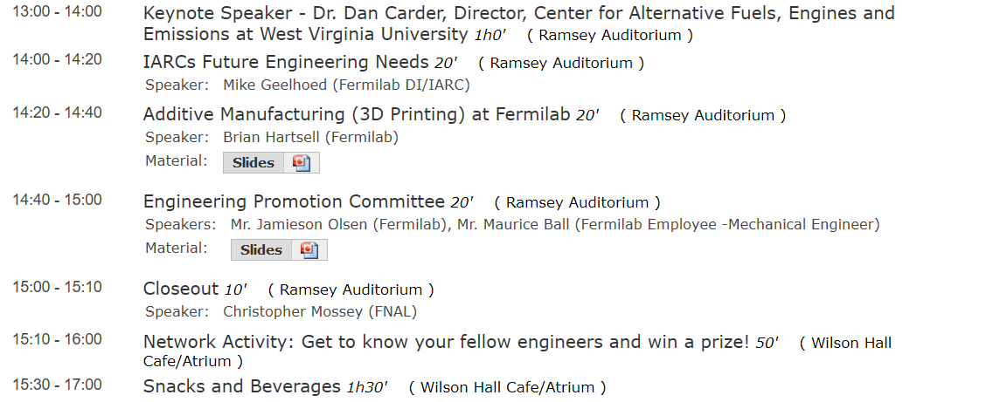 13:00 - 14:00 Keynote Speaker - Dr. Dan Carder, Director, Center for Alternative Fuels, Engines and
Emissions at West Virginia University 1h0' ( Ramsey Auditorium )
14:00 - 14:20 IARCs Future Engineering Needs 20' ( Ramsey Auditorium )
Speaker: Mike Geelhoed (Fermilab DI/IARC)
14:20 - 14:40 Additive Manufacturing (3D Printing) at Fermilab 20' ( Ramsey Auditorium )
Speaker: Brian Hartsell (Fermilab)
Material: Slides
14:40 - 15:00 Engineering Promotion Committee 20' ( Ramsey Auditorium )
Speakers: Mr. Jamieson Olsen (Fermilab), Mr. Maurice Ball (Fermilab Employee -Mechanical Engineer)
Material: Slides
15:00 - 15:10 Closeout 10' ( Ramsey Auditorium )
Speaker: Christopher Mossey (FNAL)
15:10 - 16:00 Network Activity: Get to know your fellow engineers and win a prize! 50' ( Wilson Hall
Cafe/Atrium )
15:30 - 17:00 Snacks and Beverages 1h30' ( Wilson Hall Cafe/Atrium )